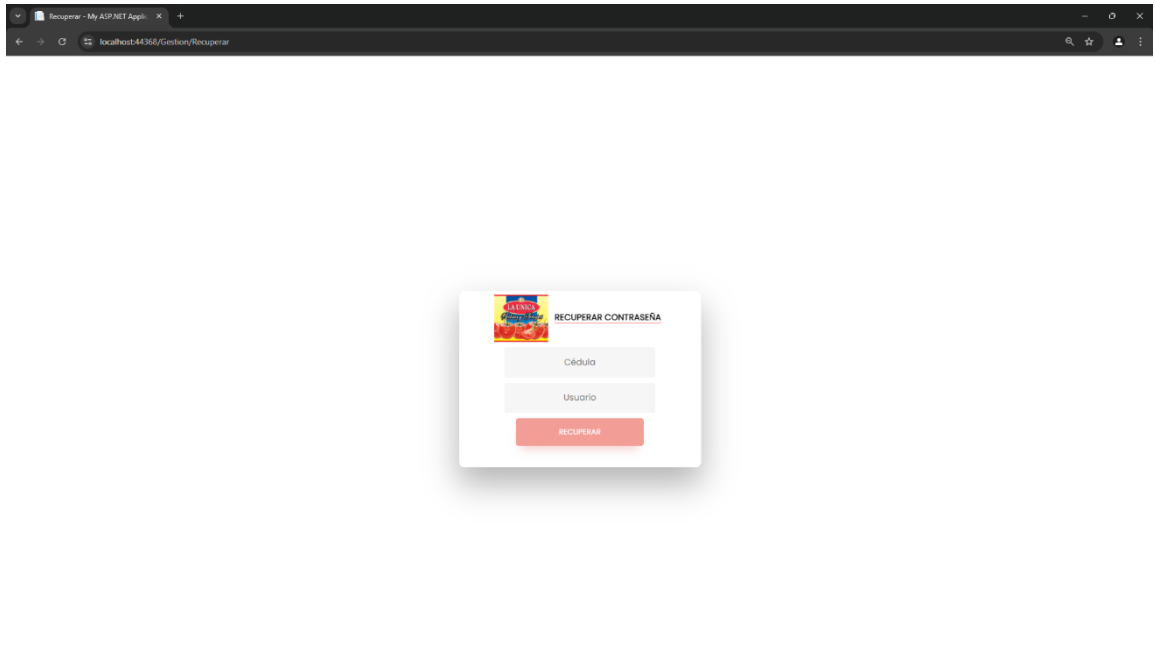 Recuperar - My ASP.NET Applic
localhost:44368/Gestion/Recuperar
LA UNICA
RECUPERAR CONTRASEÑA
Cédula
Usuario
RECUPERAR